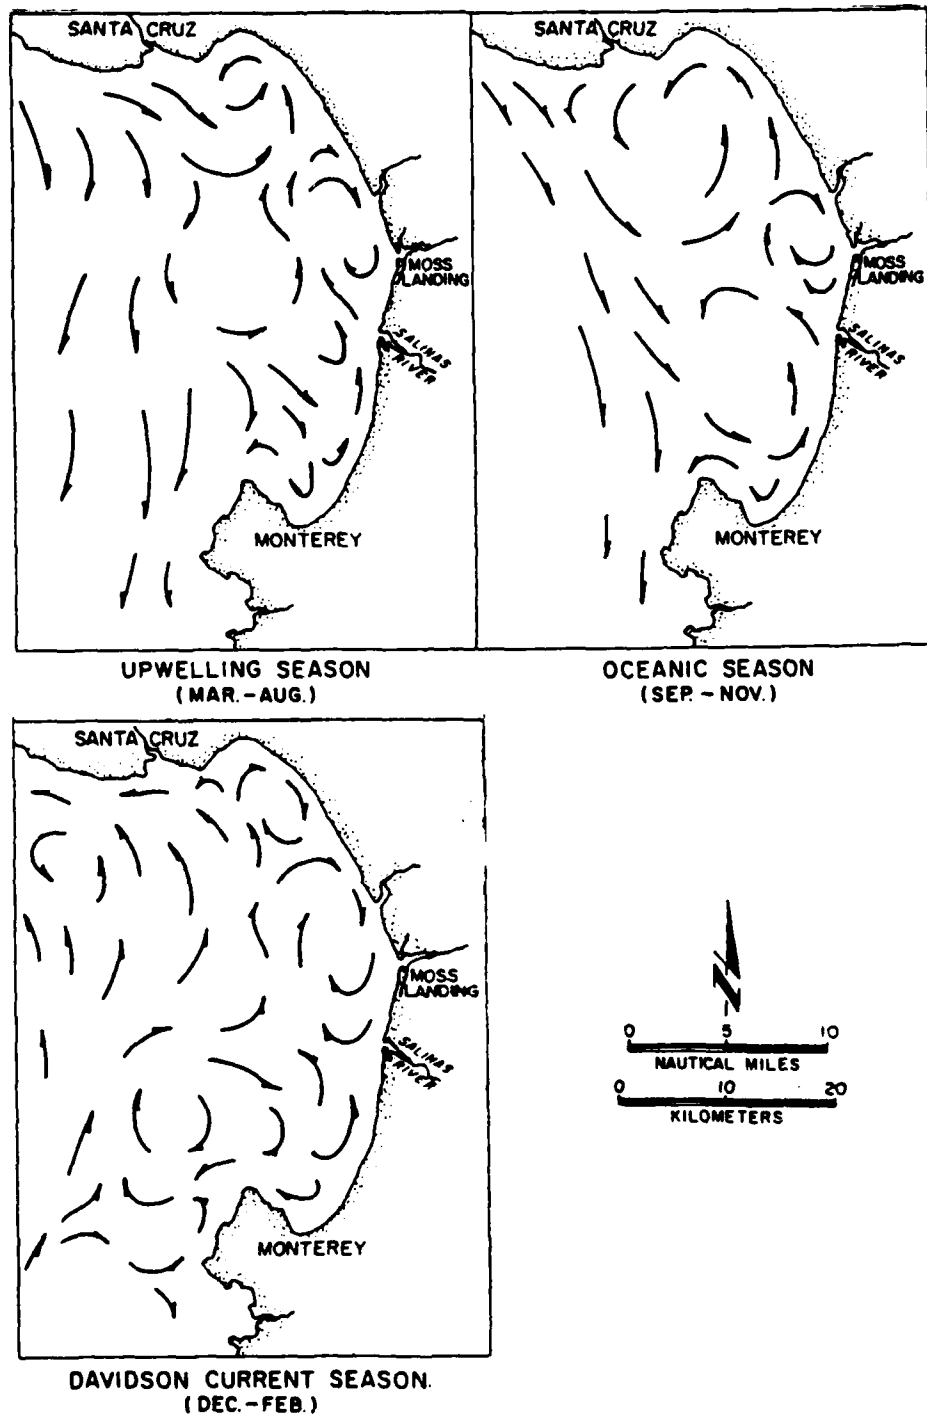 SANTA CRUZ
MOSS
LANDING
SALINAS
RIVER
MONTEREY
UPWELLING SEASON
(MAR.-AUG.)
SANTA CRUZ
MOSS
LANDING
SALINAS
RIVER
MONTEREY
OCEANIC SEASON
(SEP.-NOV.)
SANTA CRUZ
MOSS
LANDING
SALINAS
RIVER
MONTEREY
DAVIDSON CURRENT SEASON.
(DEC.-FEB.)
N
0 5 10
NAUTICAL MILES
0 10 20
KILOMETERS